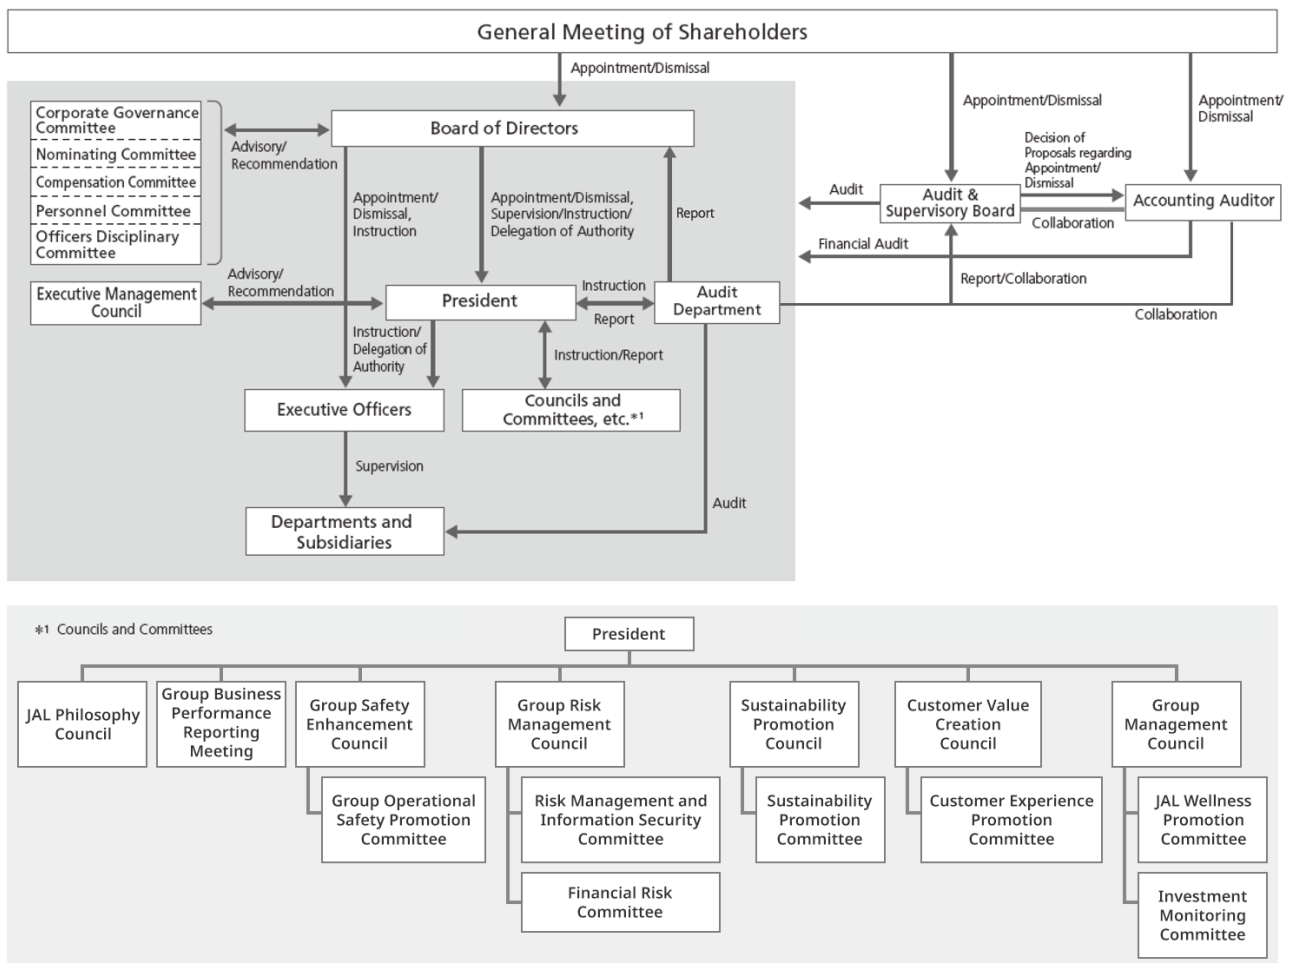 General Meeting of Shareholders
Appointment/Dismissal
Appointment/Dismissal
Appointment/
Dismissal
Corporate Governance
Committee
Nominating Committee
Compensation Committee
Personnel Committee
Officers Disciplinary
Committee
Advisory/
Recommendation
Board of Directors
Decision of
Proposals regarding
Appointment/
Dismissal
Audit
Audit &
Supervisory Board
Accounting Auditor
Collaboration
Appointment/
Dismissal,
Instruction
Appointment/Dismissal,
Supervision/Instruction/
Delegation of Authority
Report
Financial Audit
Report/Collaboration
Collaboration
Executive Management
Council
Advisory/
Recommendation
President
Instruction
Report
Audit
Department
Instruction/
Delegation of
Authority
Instruction/Report
Executive Officers
Councils and
Committees, etc.*1
Supervision
Audit
Departments and
Subsidiaries
*1 Councils and Committees
President
JAL Philosophy
Council
Group Business
Performance
Reporting
Meeting
Group Safety
Enhancement
Council
Group Risk
Management
Council
Sustainability
Promotion
Council
Customer Value
Creation
Council
Group
Management
Council
Group Operational
Safety Promotion
Committee
Risk Management and
Information Security
Committee
Sustainability
Promotion
Committee
Customer Experience
Promotion
Committee
JAL Wellness
Promotion
Committee
Financial Risk
Committee
Investment
Monitoring
Committee